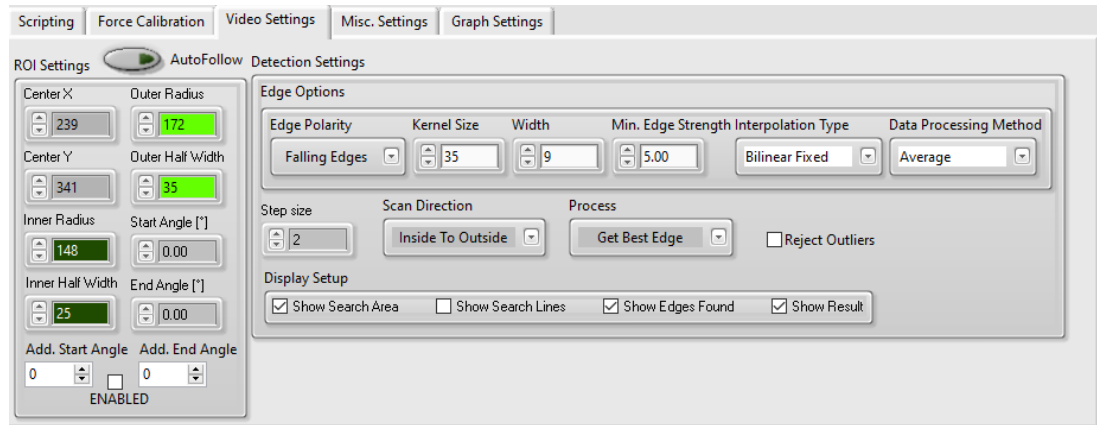 Scripting Force Calibration Video Settings Misc. Settings Graph Settings
ROI Settings AutoFollow Detection Settings
Center X Outer Radius
239 172
Center Y Outer Half Width
341 35
Inner Radius Start Angle [°]
148 0.00
Inner Half Width End Angle [°]
25 0.00
Add. Start Angle Add. End Angle
0 0
ENABLED
Edge Options
Edge Polarity Kernel Size Width Min. Edge Strength Interpolation Type Data Processing Method
Falling Edges 35 9 5.00 Bilinear Fixed Average
Step size Scan Direction Process
2 Inside To Outside Get Best Edge Reject Outliers
Display Setup
Show Search Area Show Search Lines Show Edges Found Show Result